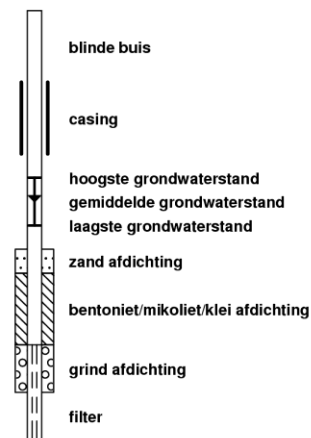 blinde buis
casing
hoogste grondwaterstand
gemiddelde grondwaterstand
laagste grondwaterstand
zand afdichting
bentoniet/mikoliet/klei afdichting
grind afdichting
filter